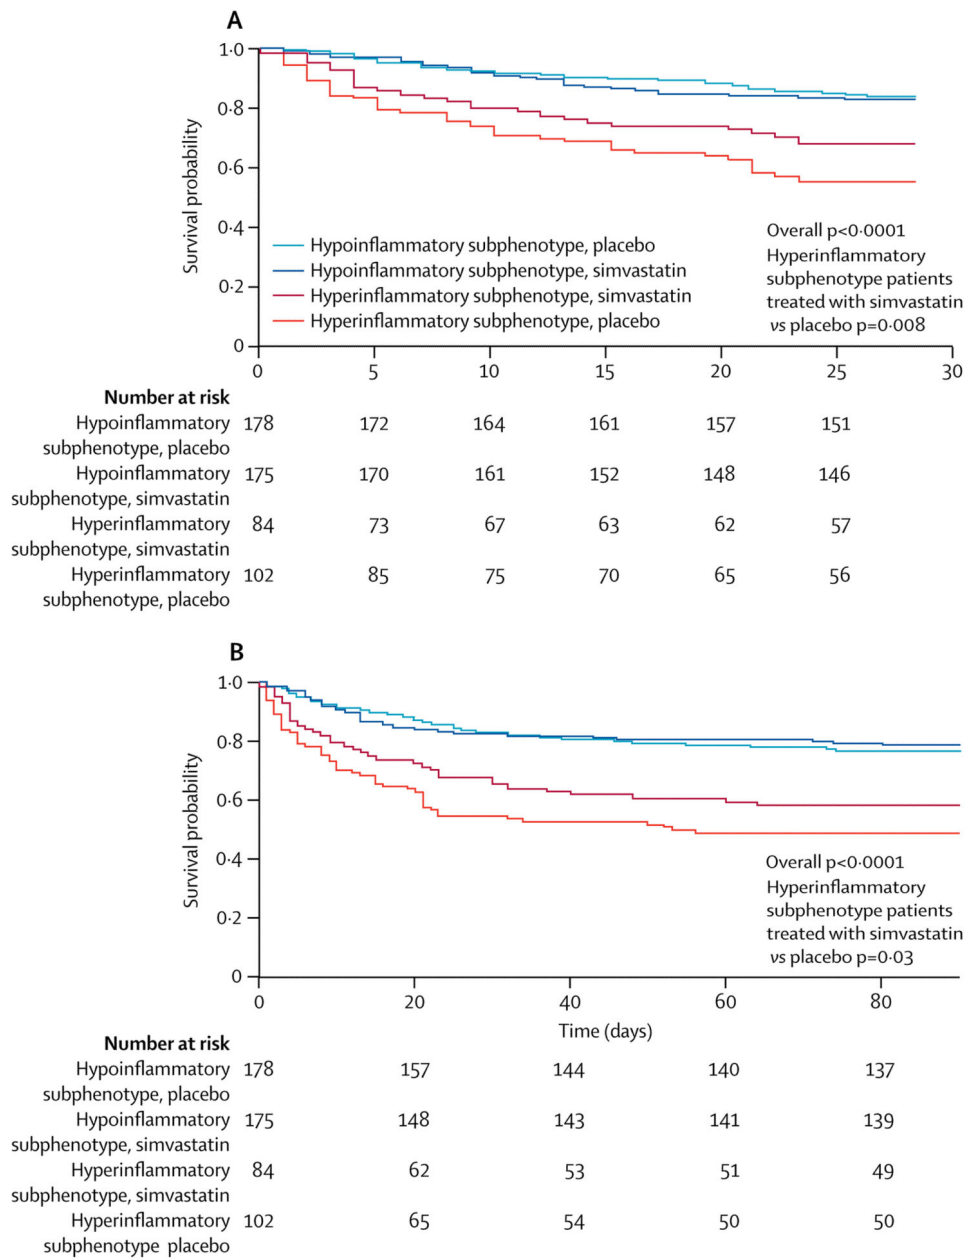 A
1·0
0·8
0·6
0·4
0·2
0
Survival probability
Hypoinflammatory subphenotype, placebo
Hypoinflammatory subphenotype, simvastatin
Hyperinflammatory subphenotype, simvastatin
Hyperinflammatory subphenotype, placebo
Overall p<0·0001
Hyperinflammatory
subphenotype patients
treated with simvastatin
vs placebo p=0·008
0 5 10 15 20 25 30
Number at risk
Hypoinflammatory 178 172 164 161 157 151
subphenotype, placebo
Hypoinflammatory 175 170 161 152 148 146
subphenotype, simvastatin
Hyperinflammatory 84 73 67 63 62 57
subphenotype, simvastatin
Hyperinflammatory 102 85 75 70 65 56
subphenotype, placebo
B
1·0
0·8
0·6
0·4
0·2
0
Survival probability
Overall p<0·0001
Hyperinflammatory
subphenotype patients
treated with simvastatin
vs placebo p=0·03
0 20 40 60 80
Time (days)
Number at risk
Hypoinflammatory 178 157 144 140 137
subphenotype, placebo
Hypoinflammatory 175 148 143 141 139
subphenotype, simvastatin
Hyperinflammatory 84 62 53 51 49
subphenotype, simvastatin
Hyperinflammatory 102 65 54 50 50
subphenotype placebo